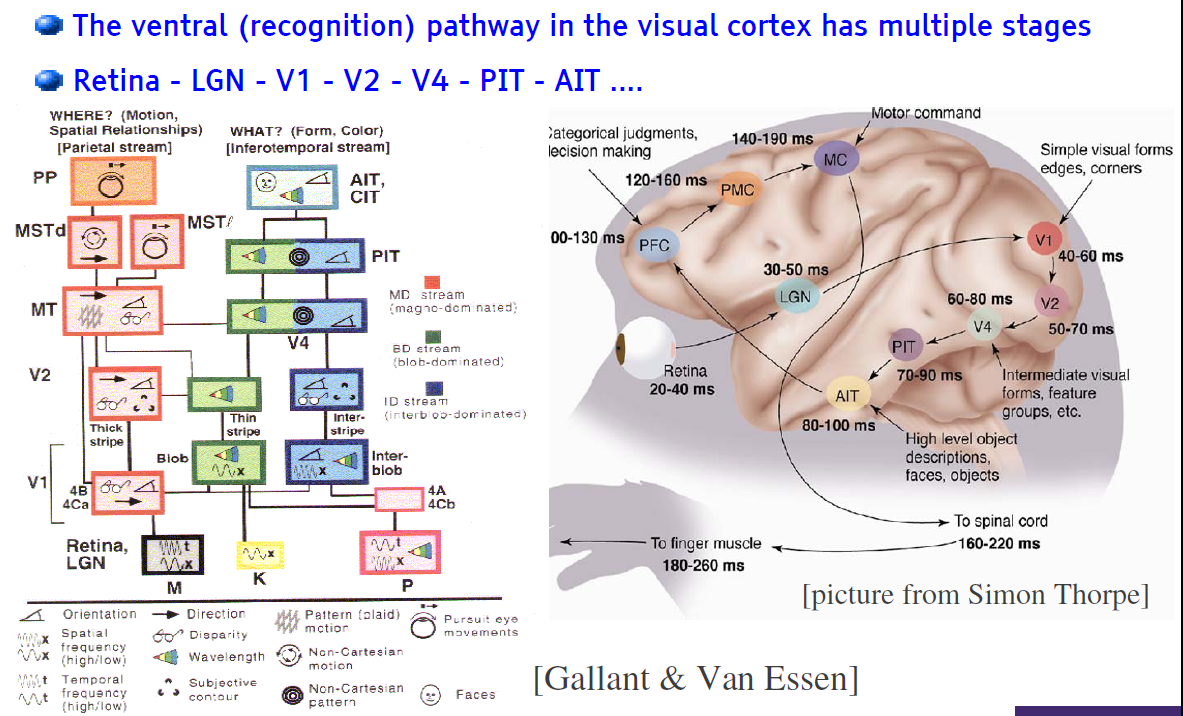 The ventral (recognition) pathway in the visual cortex has multiple stages
Retina - LGN - V1 - V2 - V4 - PIT - AIT ....
WHERE? (Motion,
Spatial Relationships)
[Parietal stream]
WHAT? (Form, Color)
[Inferotemporal stream]
PP
AIT,
CIT
MSTd
MSTℓ
PIT
MT
V4
MD stream
(magno-dominated)
BD stream
(blob-dominated)
ID stream
(interblob-dominated)
V2
Thick
stripe
Thin
stripe
Inter-
stripe
V1
Blob
Inter-
blob
4B
4Ca
4A
4Cb
Retina,
LGN
M
K
P
Orientation
Direction
Pattern (plaid)
motion
Pursuit eye
movements
Spatial
frequency
(high/low)
Disparity
Wavelength
Non-Cartesian
motion
Temporal
frequency
(high/low)
Subjective
contour
Non-Cartesian
pattern
Faces
x
x
t
t
[Gallant & Van Essen]
Motor command
Categorical judgments,
decision making
140-190 ms
MC
Simple visual forms
edges, corners
120-160 ms
PMC
00-130 ms
PFC
V1
40-60 ms
30-50 ms
LGN
60-80 ms
V2
50-70 ms
V4
PIT
70-90 ms
Retina
20-40 ms
AIT
80-100 ms
Intermediate visual
forms, feature
groups, etc.
High level object
descriptions,
faces, objects
To spinal cord
160-220 ms
To finger muscle
180-260 ms
[picture from Simon Thorpe]